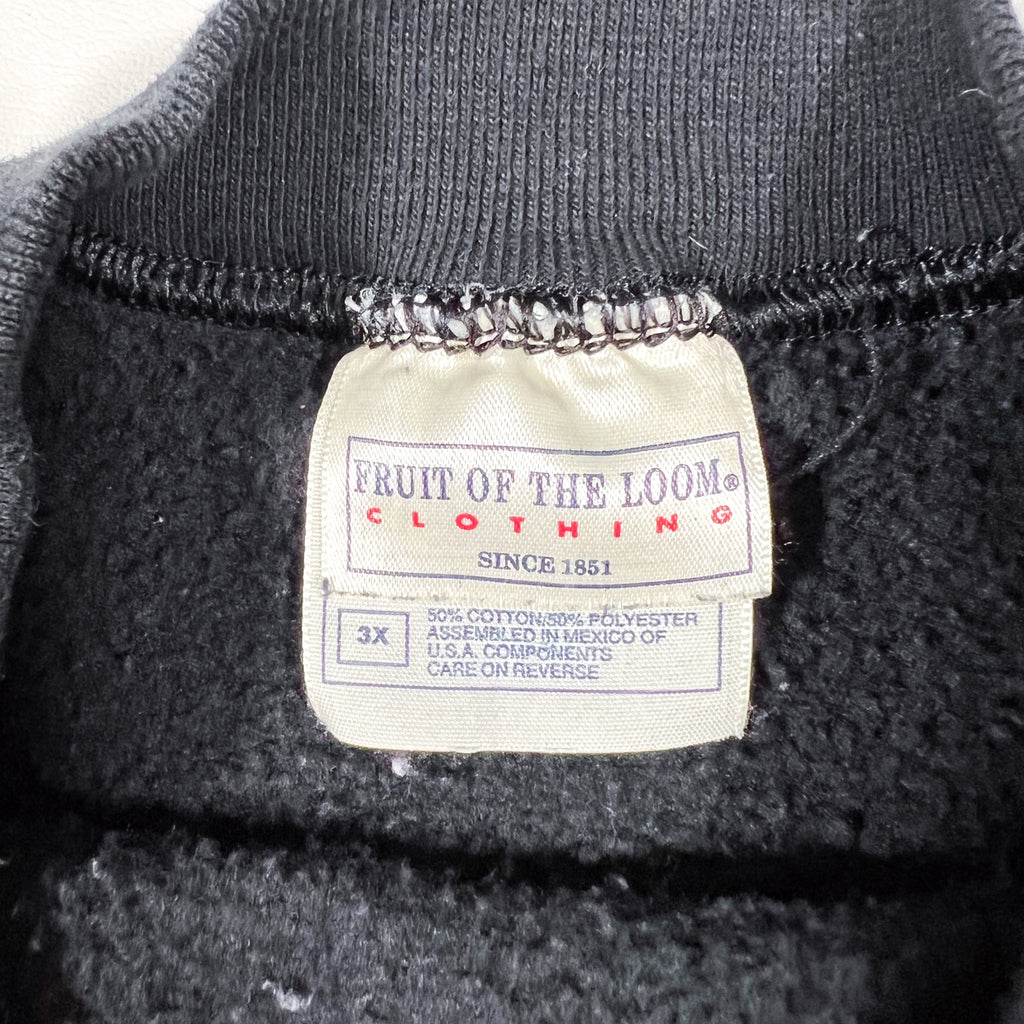 FRUIT OF THE LOOM®
CLOTHING
SINCE 1851
3X
50% COTTON/50% POLYESTER
ASSEMBLED IN MEXICO OF
U.S.A. COMPONENTS
CARE ON REVERSE